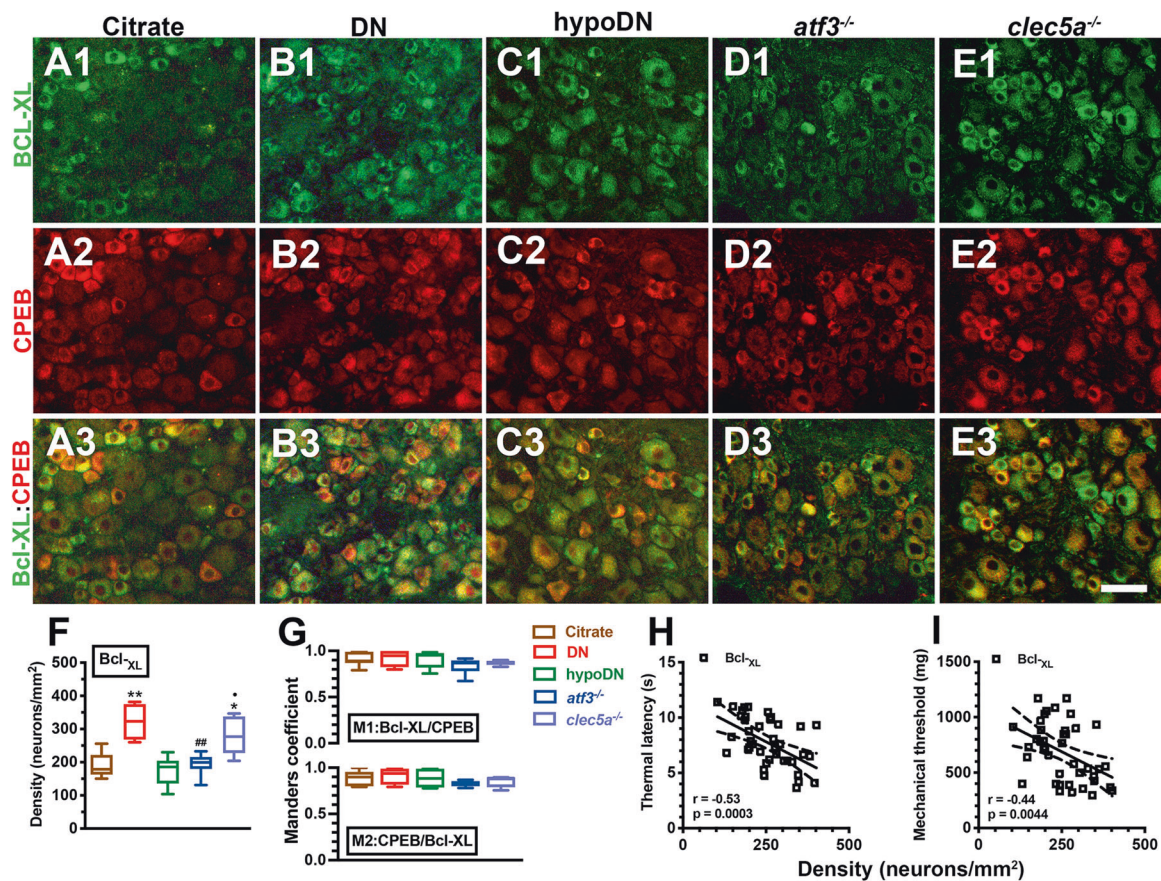 Citrate DN hypoDN atf3-/- clec5a-/-
BCL-XL
A1 B1 C1 D1 E1
CPEB
A2 B2 C2 D2 E2
Bcl-XL:CPEB
A3 B3 C3 D3 E3
F
Bcl-XL
Density (neurons/mm²)
500
400
300
200
100
0
**
##
•
*
G
Manders coefficient
1.0
0.5
0.0
M1:Bcl-XL/CPEB
1.0
0.5
0.0
M2:CPEB/Bcl-XL
Citrate
DN
hypoDN
atf3-/-
clec5a-/-
H
Bcl-XL
Thermal latency (s)
15
10
5
0
r = -0.53
p = 0.0003
0 250 500
I
Bcl-XL
Mechanical threshold (mg)
1500
1000
500
0
r = -0.44
p = 0.0044
0 250 500
Density (neurons/mm²)